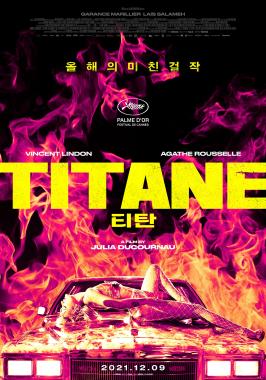 GARANCE MARILLIER LAÏS SALAMEH
올해의 미친 걸작
PALME D'OR
FESTIVAL DE CANNES
VINCENT LINDON AGATHE ROUSSELLE
TITANE
티탄
A FILM BY
JULIA DUCOURNAU
2021.12.09